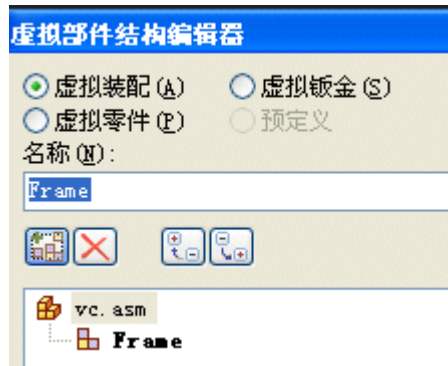 虚拟部件结构编辑器
虚拟装配(A) 虚拟钣金(S)
虚拟零件(P) 预定义
名称(N):
Frame
vc.asm
Frame